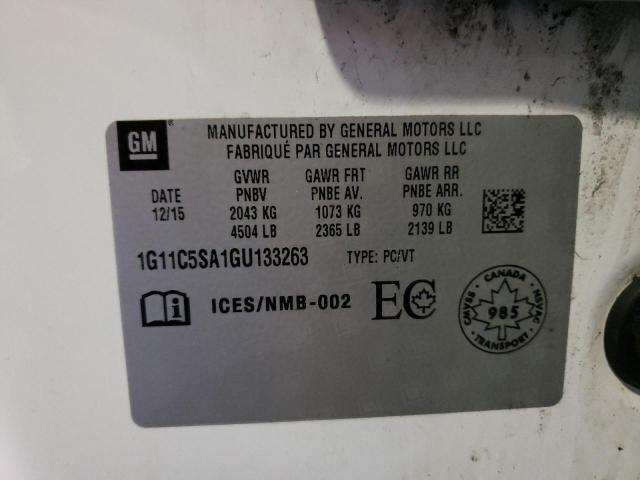 GM
MANUFACTURED BY GENERAL MOTORS LLC
FABRIQUÉ PAR GENERAL MOTORS LLC
GVWR GAWR FRT GAWR RR
DATE PNBV PNBE AV. PNBE ARR.
12/15 2043 KG 1073 KG 970 KG
4504 LB 2365 LB 2139 LB
1G11C5SA1GU133263 TYPE: PC/VT
i ICES/NMB-002 EC
CANADA
CMVSS 985 NSVAC
TRANSPORT